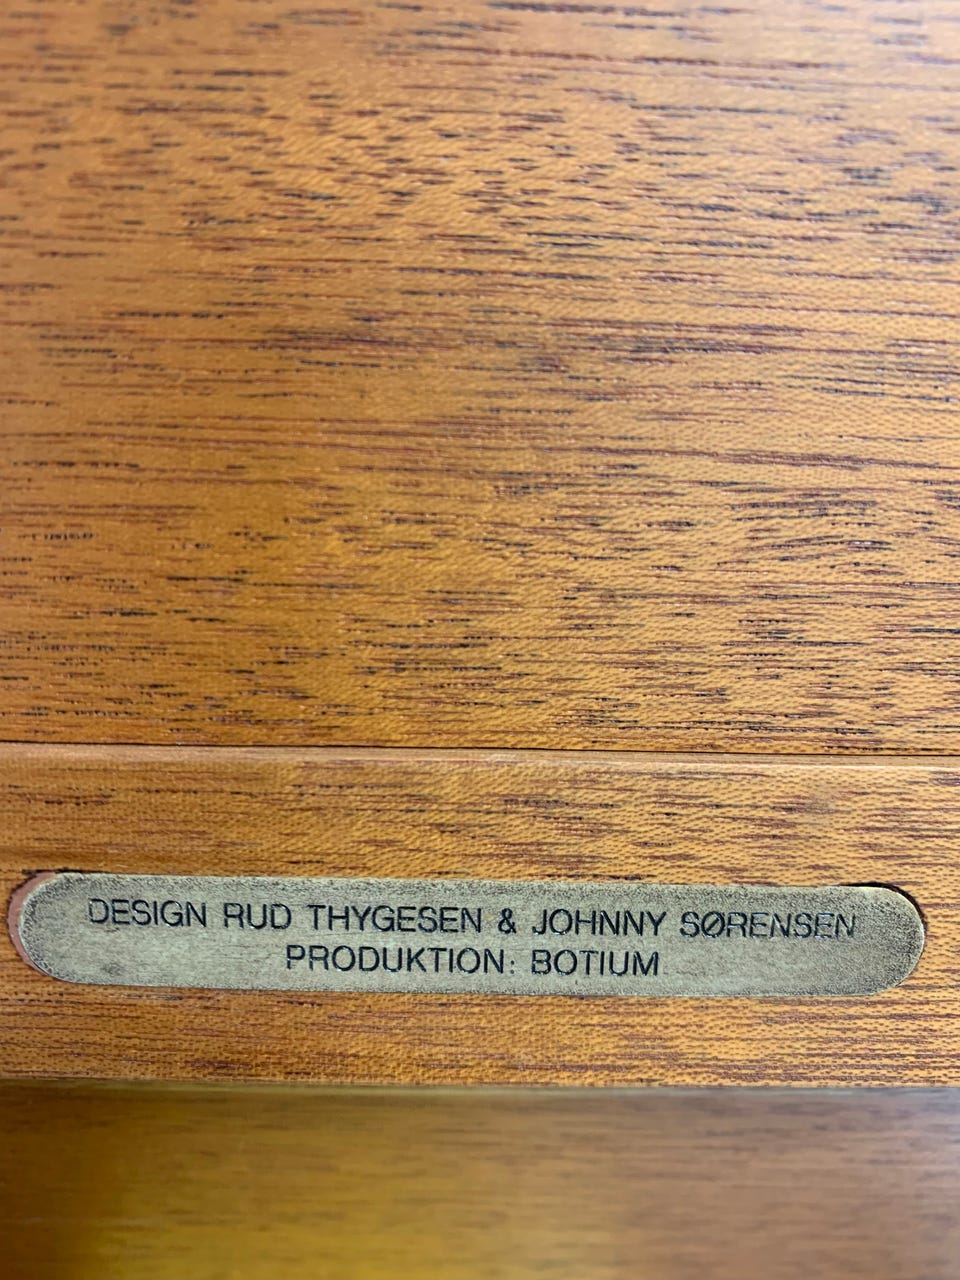 DESIGN RUD THYGESEN & JOHNNY SØRENSEN
PRODUKTION: BOTIUM